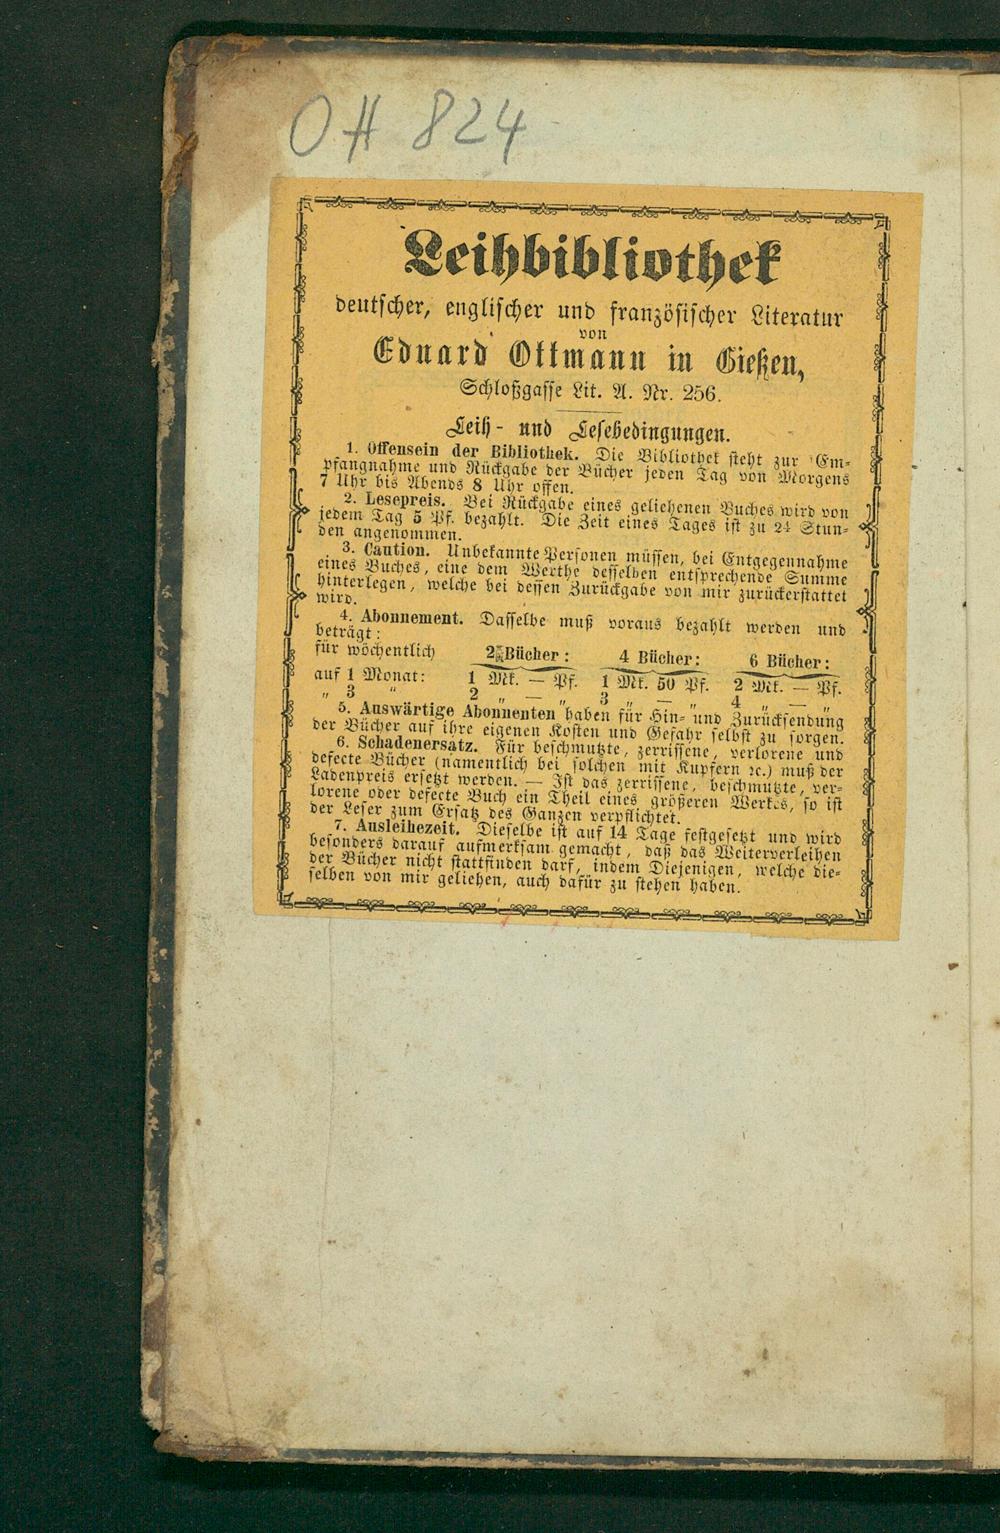 OH 824
Leihbibliothek
deutscher, englischer und französischer Literatur
von
Eduard Ottmann in Gießen,
Schloßgasse Lit. A. Nr. 256.
Leih- und Lesebedingungen.
1. Offensein der Bibliothek. Die Bibliothek steht zur Em-
pfangnahme und Rückgabe der Bücher jeden Tag von Morgens
7 Uhr bis Abends 8 Uhr offen.
2. Lesepreis. Bei Rückgabe eines geliehenen Buches wird von
jedem Tag 5 Pf. bezahlt. Die Zeit eines Tages ist zu 24 Stun-
den angenommen.
3. Caution. Unbekannte Personen müssen, bei Entgegennahme
eines Buches, eine dem Werthe desselben entsprechende Summe
hinterlegen, welche bei dessen Zurückgabe von mir zurückerstattet
wird.
4. Abonnement. Dasselbe muß voraus bezahlt werden und
beträgt:
für wöchentlich 2 Bücher: 4 Bücher: 6 Bücher:
auf 1 Monat: 1 Mk. — Pf. 1 Mk. 50 Pf. 2 Mk. — Pf.
„ 3 „ 2 „ — „ 3 „ — „ 4 „ — „
5. Auswärtige Abonnenten haben für Hin- und Zurücksendung
der Bücher auf ihre eigenen Kosten und Gefahr selbst zu sorgen.
6. Schadenersatz. Für beschmutzte, zerrissene, verlorene und
defecte Bücher (namentlich bei solchen mit Kupfern ꝛc.) muß der
Ladenpreis ersetzt werden. — Ist das zerrissene, beschmutzte, ver-
lorene oder defecte Buch ein Theil eines größeren Werkes, so ist
der Leser zum Ersatz des Ganzen verpflichtet.
7. Ausleihezeit. Dieselbe ist auf 14 Tage festgesetzt und wird
besonders darauf aufmerksam gemacht, daß das Weiterverleihen
der Bücher nicht stattfinden darf, indem Diejenigen, welche die-
selben von mir geliehen, auch dafür zu stehen haben.